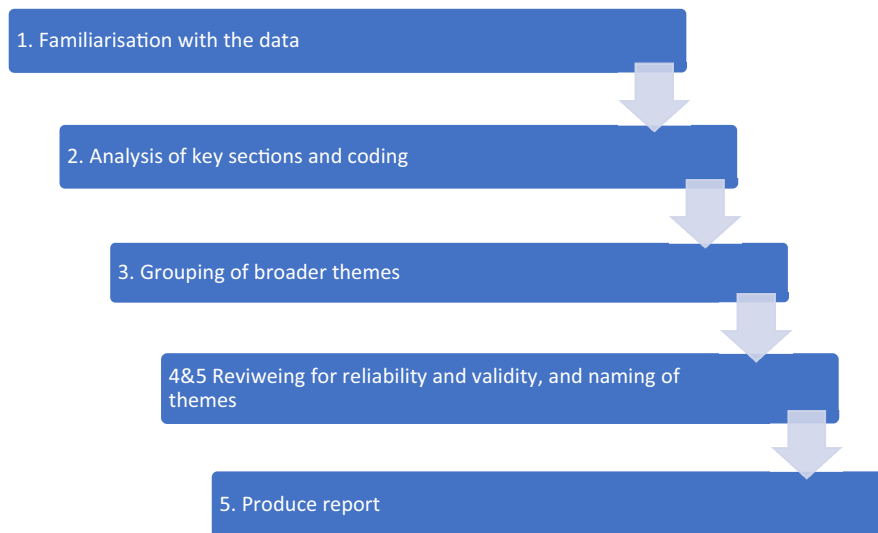 1. Familiarisation with the data
2. Analysis of key sections and coding
3. Grouping of broader themes
4&5 Reviweing for reliability and validity, and naming of
themes
5. Produce report